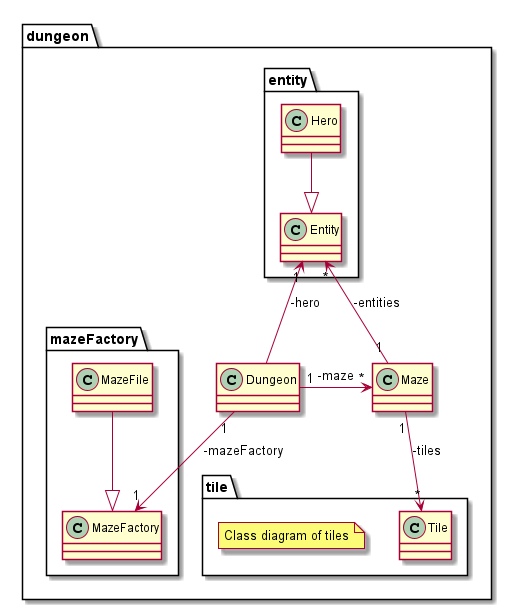 dungeon
entity
C Hero
C Entity
1
*
-hero
-entities
1
mazeFactory
C MazeFile
C Dungeon
1 -maze *
C Maze
1
1
-mazeFactory
-tiles
tile
1
*
C MazeFactory
Class diagram of tiles
C Tile